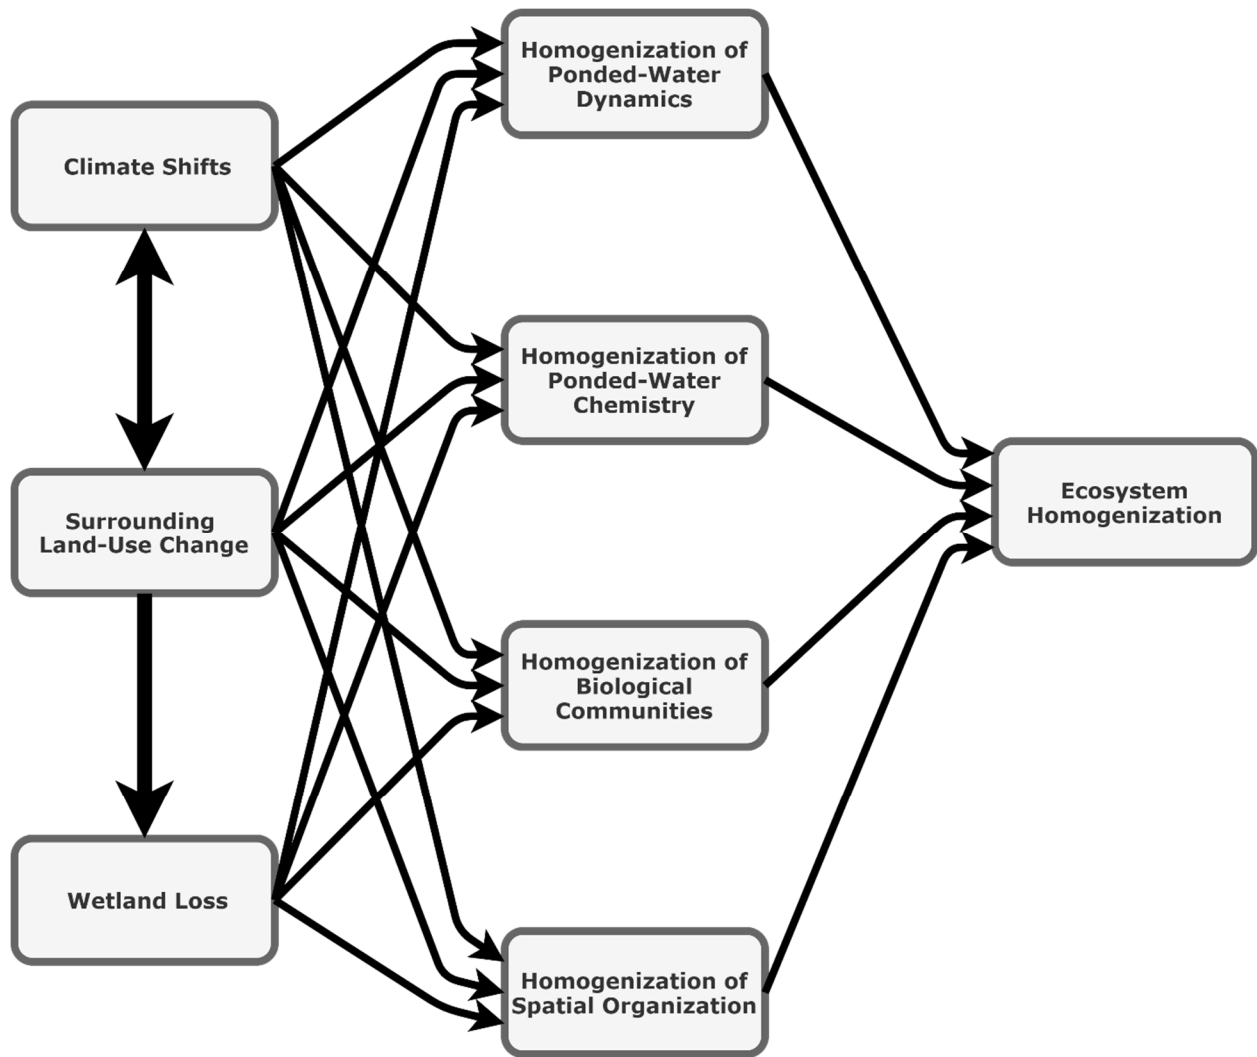 Climate Shifts
Surrounding
Land-Use Change
Wetland Loss
Homogenization of
Ponded-Water
Dynamics
Homogenization of
Ponded-Water
Chemistry
Homogenization of
Biological
Communities
Homogenization of
Spatial Organization
Ecosystem
Homogenization